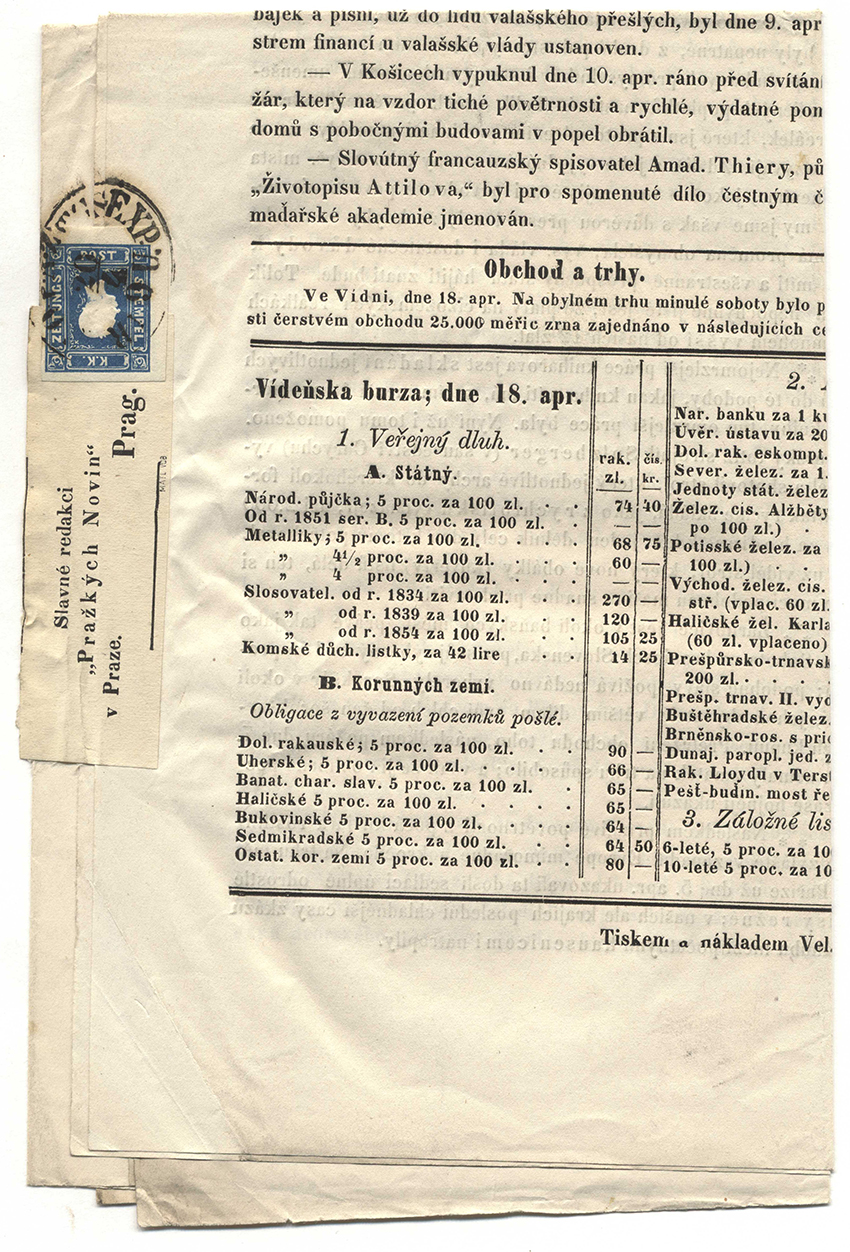 bajek a písní, už do lidu valašského přešlých, byl dne 9. apr
strem financí u valašské vlády ustanoven.
— V Košicech vypuknul dne 10. apr. ráno před svítán
žár, který na vzdor tiché povětrnosti a rychlé, výdatné pon
domů s pobočnými budovami v popel obrátil.
— Slovútný francauzský spisovatel Amad. Thiery, pů
„Životopisu Attilova,“ byl pro spomenuté dílo čestným č
maďařské akademie jmenován.
Obchod a trhy.
Ve Vídni, dne 18. apr. Na obylném trhu minulé soboty bylo p
sti čerstvém obchodu 25.000 měřic zrna zajednáno v následujících ce
Vídeňska burza; dne 18. apr.
1. Veřejný dluh.
A. Státný.
rak. čís.
zl. kr.
Národ. půjčka; 5 proc. za 100 zl. 74 40
Od r. 1851 ser. B. 5 proc. za 100 zl. — —
Metalliky; 5 proc. za 100 zl. 68 75
„ 4½ proc. za 100 zl. 60 —
„ 4 proc. za 100 zl. — —
Slosovatel. od r. 1834 za 100 zl. 270 —
„ od r. 1839 za 100 zl. 120 —
„ od r. 1854 za 100 zl. 105 25
Komské důch. listky, za 42 lire 14 25
B. Korunných zemí.
Obligace z vyvazení pozemků pošlé.
Dol. rakauské; 5 proc. za 100 zl. 90 —
Uherské; 5 proc. za 100 zl. 66 —
Banat. char. slav. 5 proc. za 100 zl. 65 —
Haličské 5 proc. za 100 zl. 65 —
Bukovinské 5 proc. za 100 zl. 64 —
Sedmikradské 5 proc. za 100 zl. 64 50
Ostat. kor. zemí 5 proc. za 100 zl. 80 —
2.
Nar. banku za 1 ku
Úvěr. ústavu za 20
Dol. rak. eskompt.
Sever. želez. za 1.
Jednoty stát. želez
Želez. cis. Alžběty
po 100 zl.)
Potisské želez. za
100 zl.)
Východ. želez. cis.
stř. (vplac. 60 zl.
Haličské žel. Karla
(60 zl. vplaceno)
Prešpůrsko-trnavsk
200 zl.
Prešp. trnav. II. vyd
Buštěhradské želez.
Brněnsko-ros. s prio
Dunaj. paropl. jed. z
Rak. Lloydu v Terst
Pešt-budín. most ře
3. Záložné lis
6-leté, 5 proc. za 10
10-leté 5 proc. za 10
Tiskem a nákladem Vel.
ZEITUNGS
POST
STEMPEL
K.K.
EXP.
Slavné redakci
„Pražkých Novin“
v Praze.
Prag.